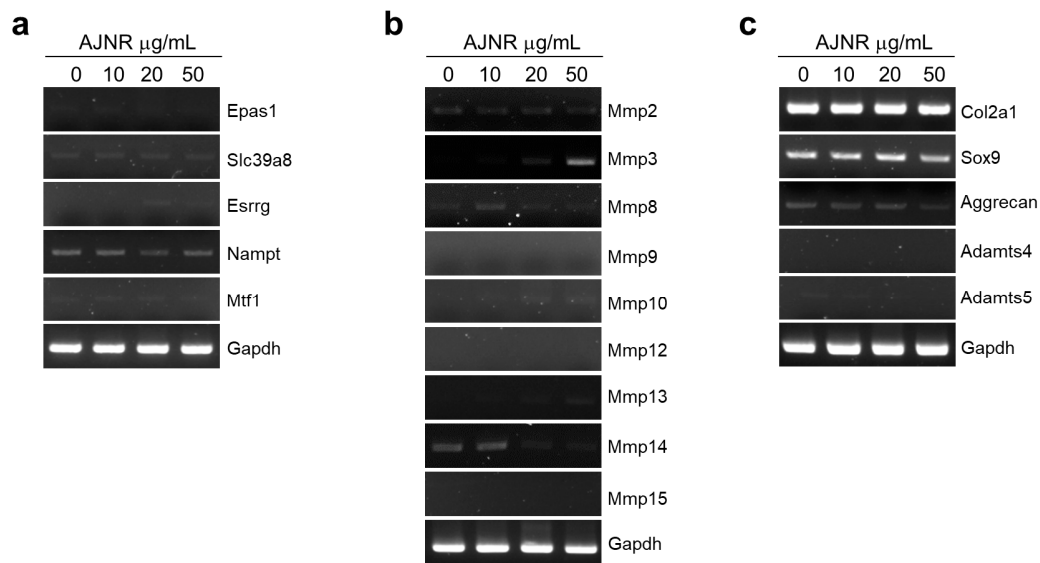 a
AJNR μg/mL
0 10 20 50
Epas1
Slc39a8
Esrrg
Nampt
Mtf1
Gapdh
b
AJNR μg/mL
0 10 20 50
Mmp2
Mmp3
Mmp8
Mmp9
Mmp10
Mmp12
Mmp13
Mmp14
Mmp15
Gapdh
c
AJNR μg/mL
0 10 20 50
Col2a1
Sox9
Aggrecan
Adamts4
Adamts5
Gapdh